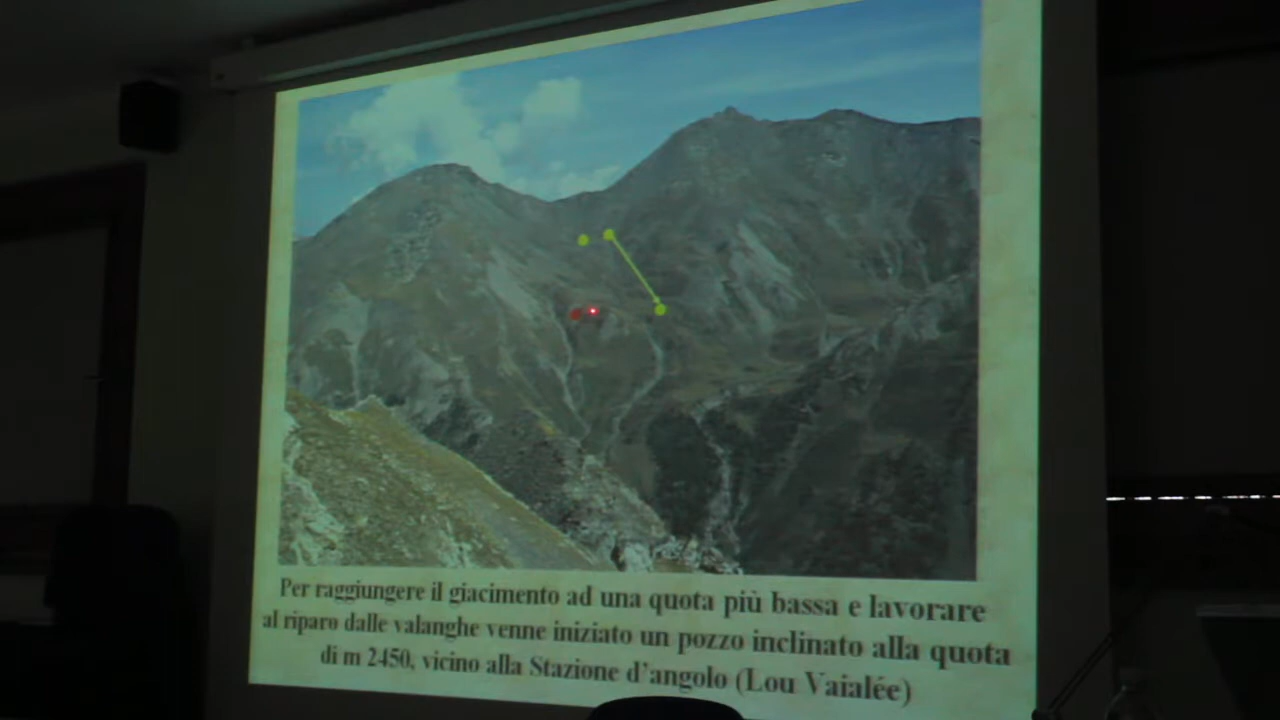 Per raggiungere il giacimento ad una quota più bassa e lavorare
al riparo dalle valanghe venne iniziato un pozzo inclinato alla quota
di m 2450, vicino alla Stazione d'angolo (Lou Vaialée)